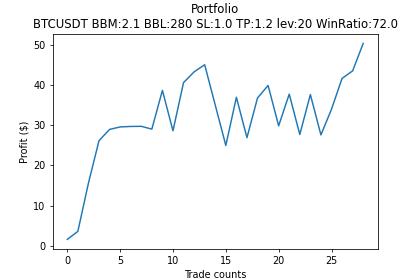 Portfolio
BTCUSDT BBM:2.1 BBL:280 SL:1.0 TP:1.2 lev:20 WinRatio:72.0
50
40
30
20
10
0
Profit ($)
0 5 10 15 20 25
Trade counts